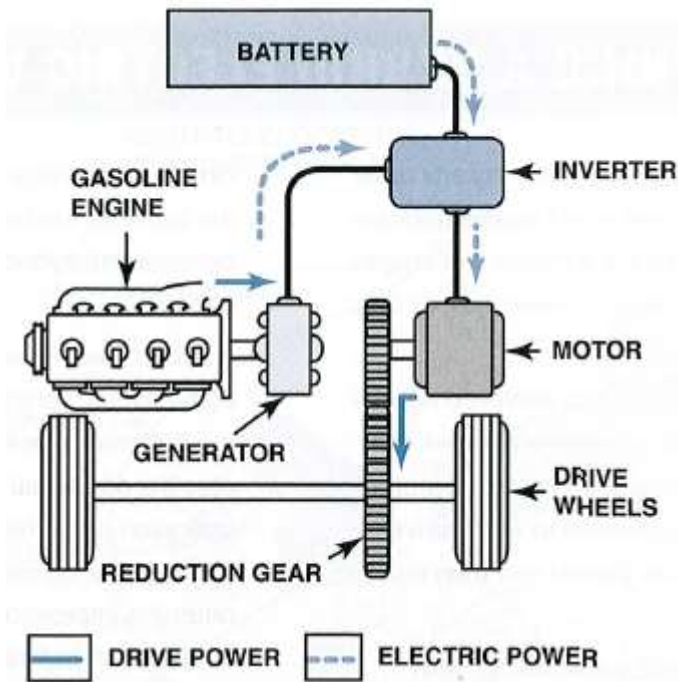 BATTERY
INVERTER
GASOLINE
ENGINE
MOTOR
GENERATOR
DRIVE
WHEELS
REDUCTION GEAR
DRIVE POWER
ELECTRIC POWER